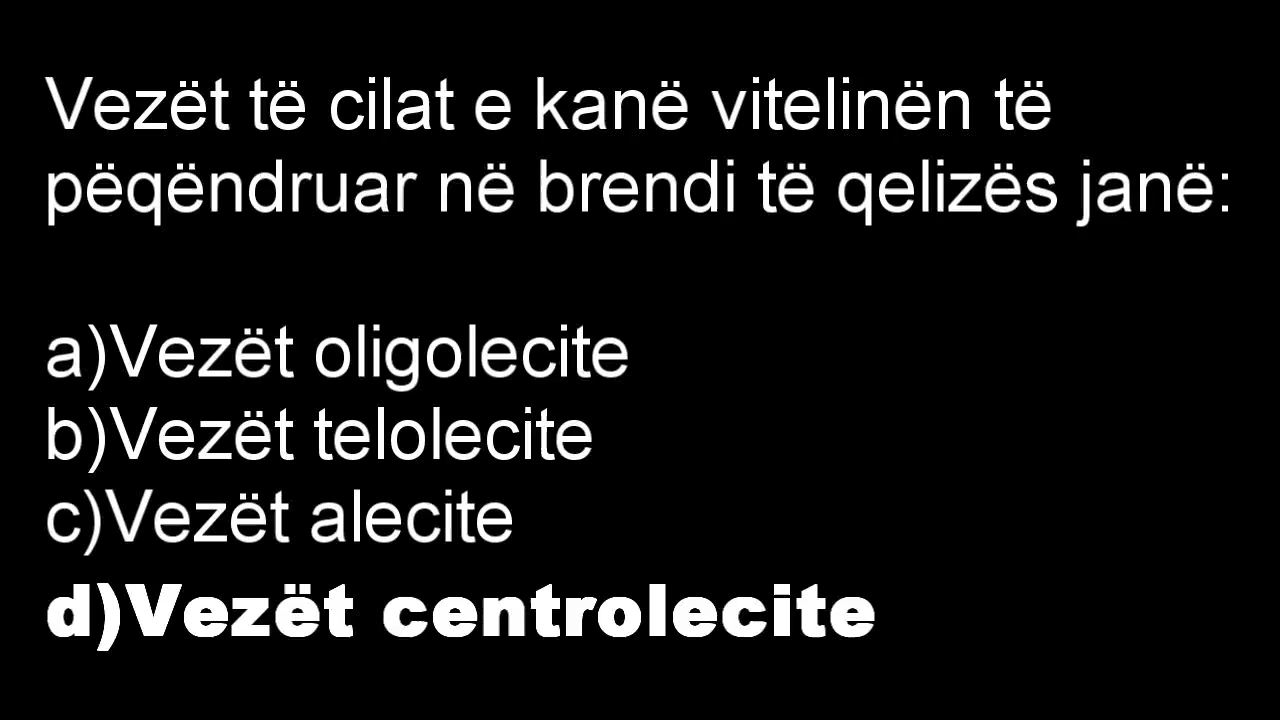 Vezët të cilat e kanë vitelinën të
pëqëndruar në brendi të qelizës janë:
a)Vezët oligolecite
b)Vezët telolecite
c)Vezët alecite
d)Vezët centrolecite